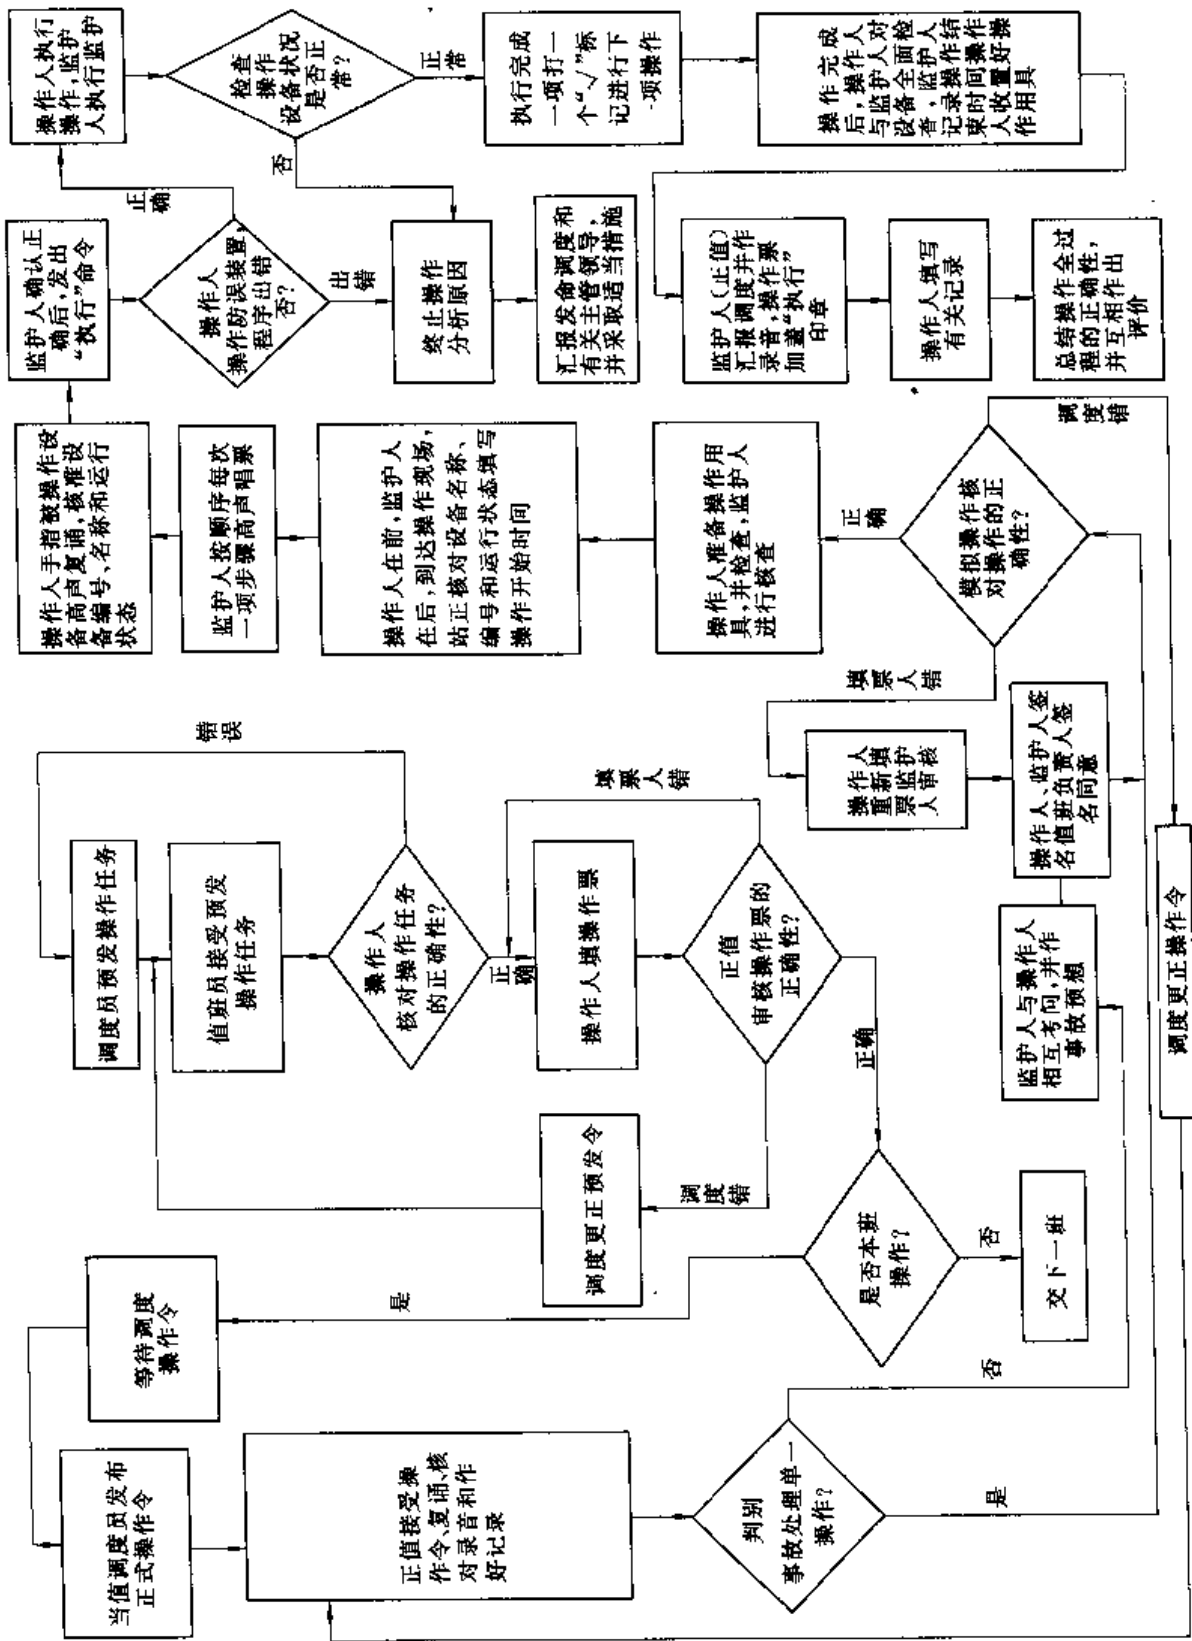 当值调度员发布
正式操作令
等待调度
操作令
正值接受操
作令、复诵、核
对录音和作
好记录
判别
事故处理单一
操作?
是
否
调度员预发操作任务
值班员接受预发
操作任务
操作人
核对操作任务
的正确性?
错误
正确
操作人填操作票
正值
审核操作票的
正确性?
填票人错
调度错
调度更正预发令
正确
是否本班
操作?
是
否
交下一班
监护人与操作人
相互考问,并作
事故预想
操作人、监护人签
名值班负责人签
名同意
操作人
重新填
票监护
人审核
填票人错
模拟操作核
对操作的正
确性?
调度错
调度更正操作令
正确
操作人准备操作用
具,并检查,监护人
进行核查
操作人在前,监护人
在后,到达操作现场,
站正核对设备名称、
编号和运行状态填写
操作开始时间
监护人按顺序每次
一项步骤高声唱票
操作人手指被操作设
备高声复诵,核准设
备编号、名称和运行
状态
监护人确认正
确后,发出
“执行”命令
操作人
操作防误装置,
程序出错
否?
正确
出错
操作人执行
操作,监护
人执行监护
检查
操作
设备状况
是否正
常?
否
正常
终止操作
分析原因
汇报发命调度和
有关主管领导,
并采取适当措施
执行完成
一项打一
个“√”标
记进行下
一项操作
操作完成
后,操作人
与监护人对
设备全面检
查,监护人
记录操作结
束时间操作
人收置好操
作用具
监护人(正值)
汇报调度并作
录音,操作票
加盖“执行”
印章
操作人填写
有关记录
总结操作全过
程的正确性,
并互相作出
评价